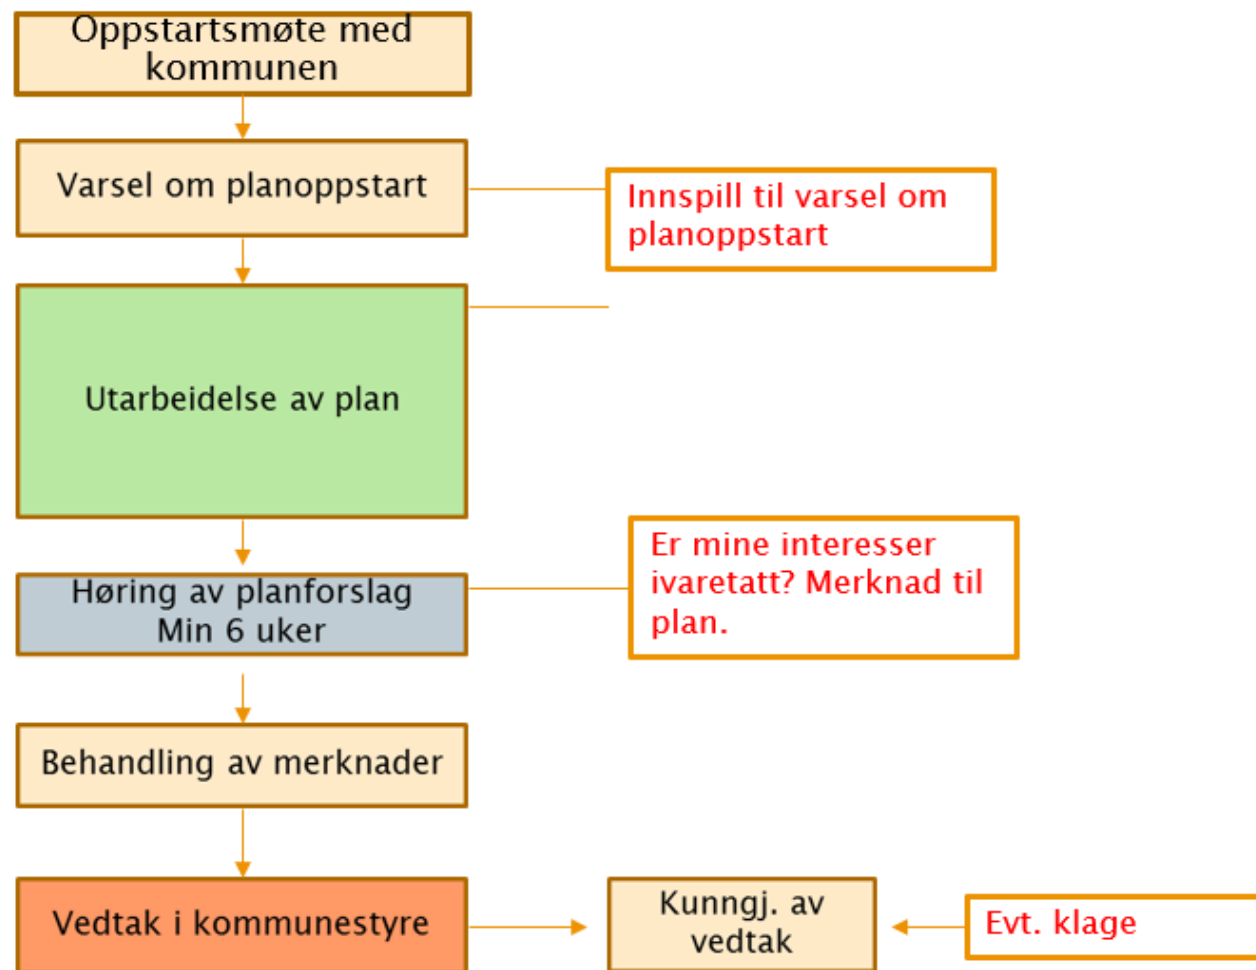 Oppstartsmøte med
kommunen
Varsel om planoppstart
Innspill til varsel om
planoppstart
Utarbeidelse av plan
Høring av planforslag
Min 6 uker
Er mine interesser
ivaretatt? Merknad til
plan.
Behandling av merknader
Vedtak i kommunestyre
Kunngj. av
vedtak
Evt. klage